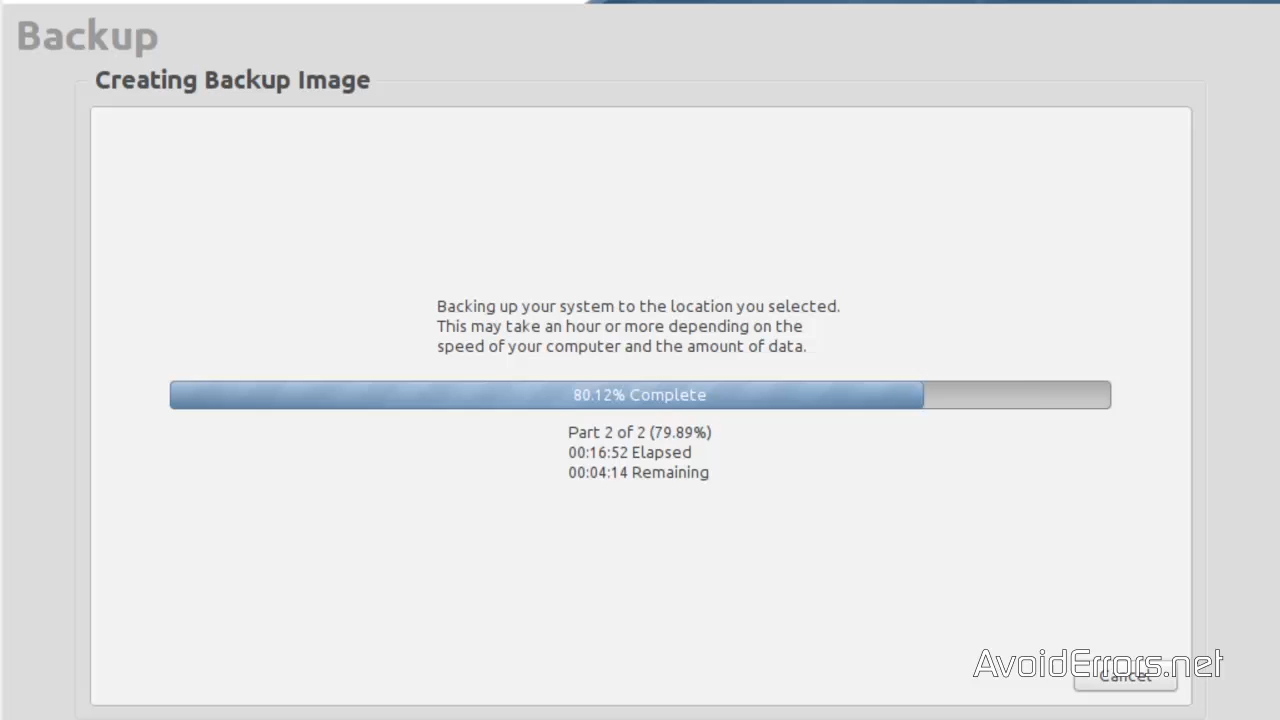 Backup
Creating Backup Image
Backing up your system to the location you selected.
This may take an hour or more depending on the
speed of your computer and the amount of data.
80.12% Complete
Part 2 of 2 (79.89%)
00:16:52 Elapsed
00:04:14 Remaining
AvoidErrors.net
Cancel